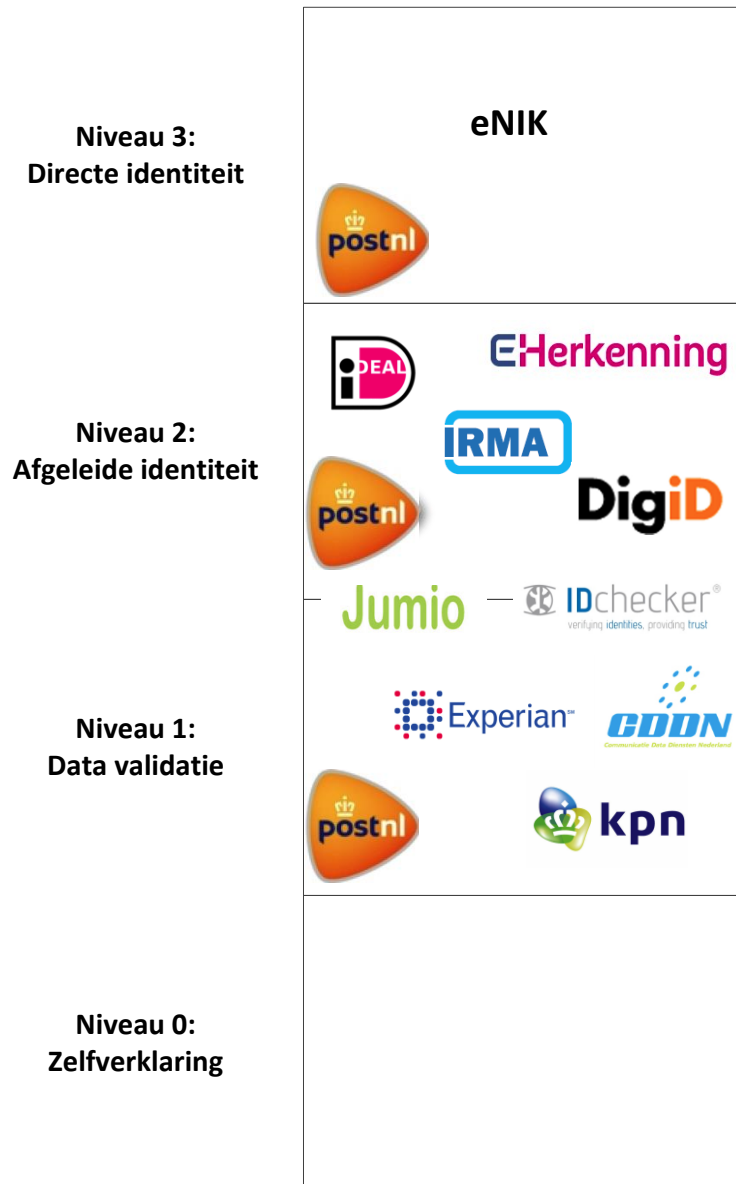 Niveau 3:
Directe identiteit
eNIK
postnl
Niveau 2:
Afgeleide identiteit
iDEAL
EHerkenning
IRMA
postnl
DigiD
Jumio
IDchecker®
verifying identities, providing trust
Niveau 1:
Data validatie
Experian℠
CDDN
Communicatie Data Diensten Nederland
postnl
kpn
Niveau 0:
Zelfverklaring